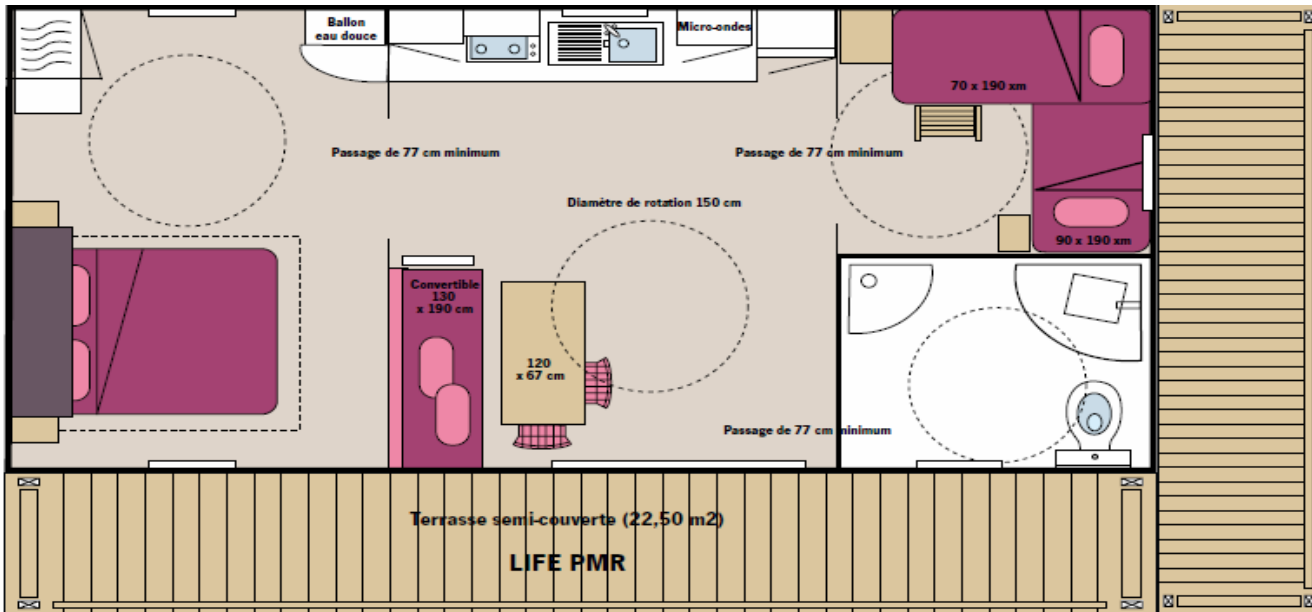 Ballon
eau douce
Micro-ondes
70 x 190 xm
Passage de 77 cm minimum
Passage de 77 cm minimum
Diamètre de rotation 150 cm
90 x 190 xm
Convertible
130
x 190 cm
120
x 67 cm
Passage de 77 cm minimum
Terrasse semi-couverte (22,50 m2)
LIFE PMR